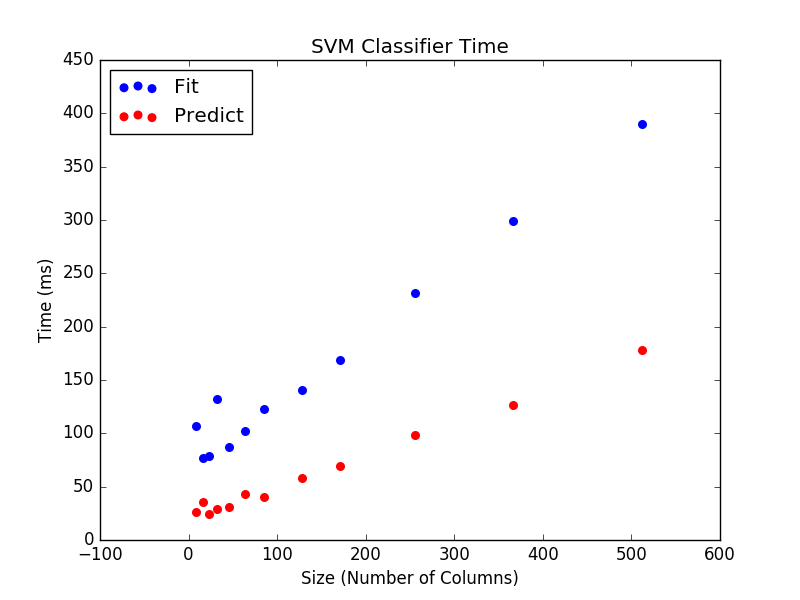 SVM Classifier Time
Fit
Predict
450
400
350
300
250
200
150
100
50
0
Time (ms)
−100 0 100 200 300 400 500 600
Size (Number of Columns)